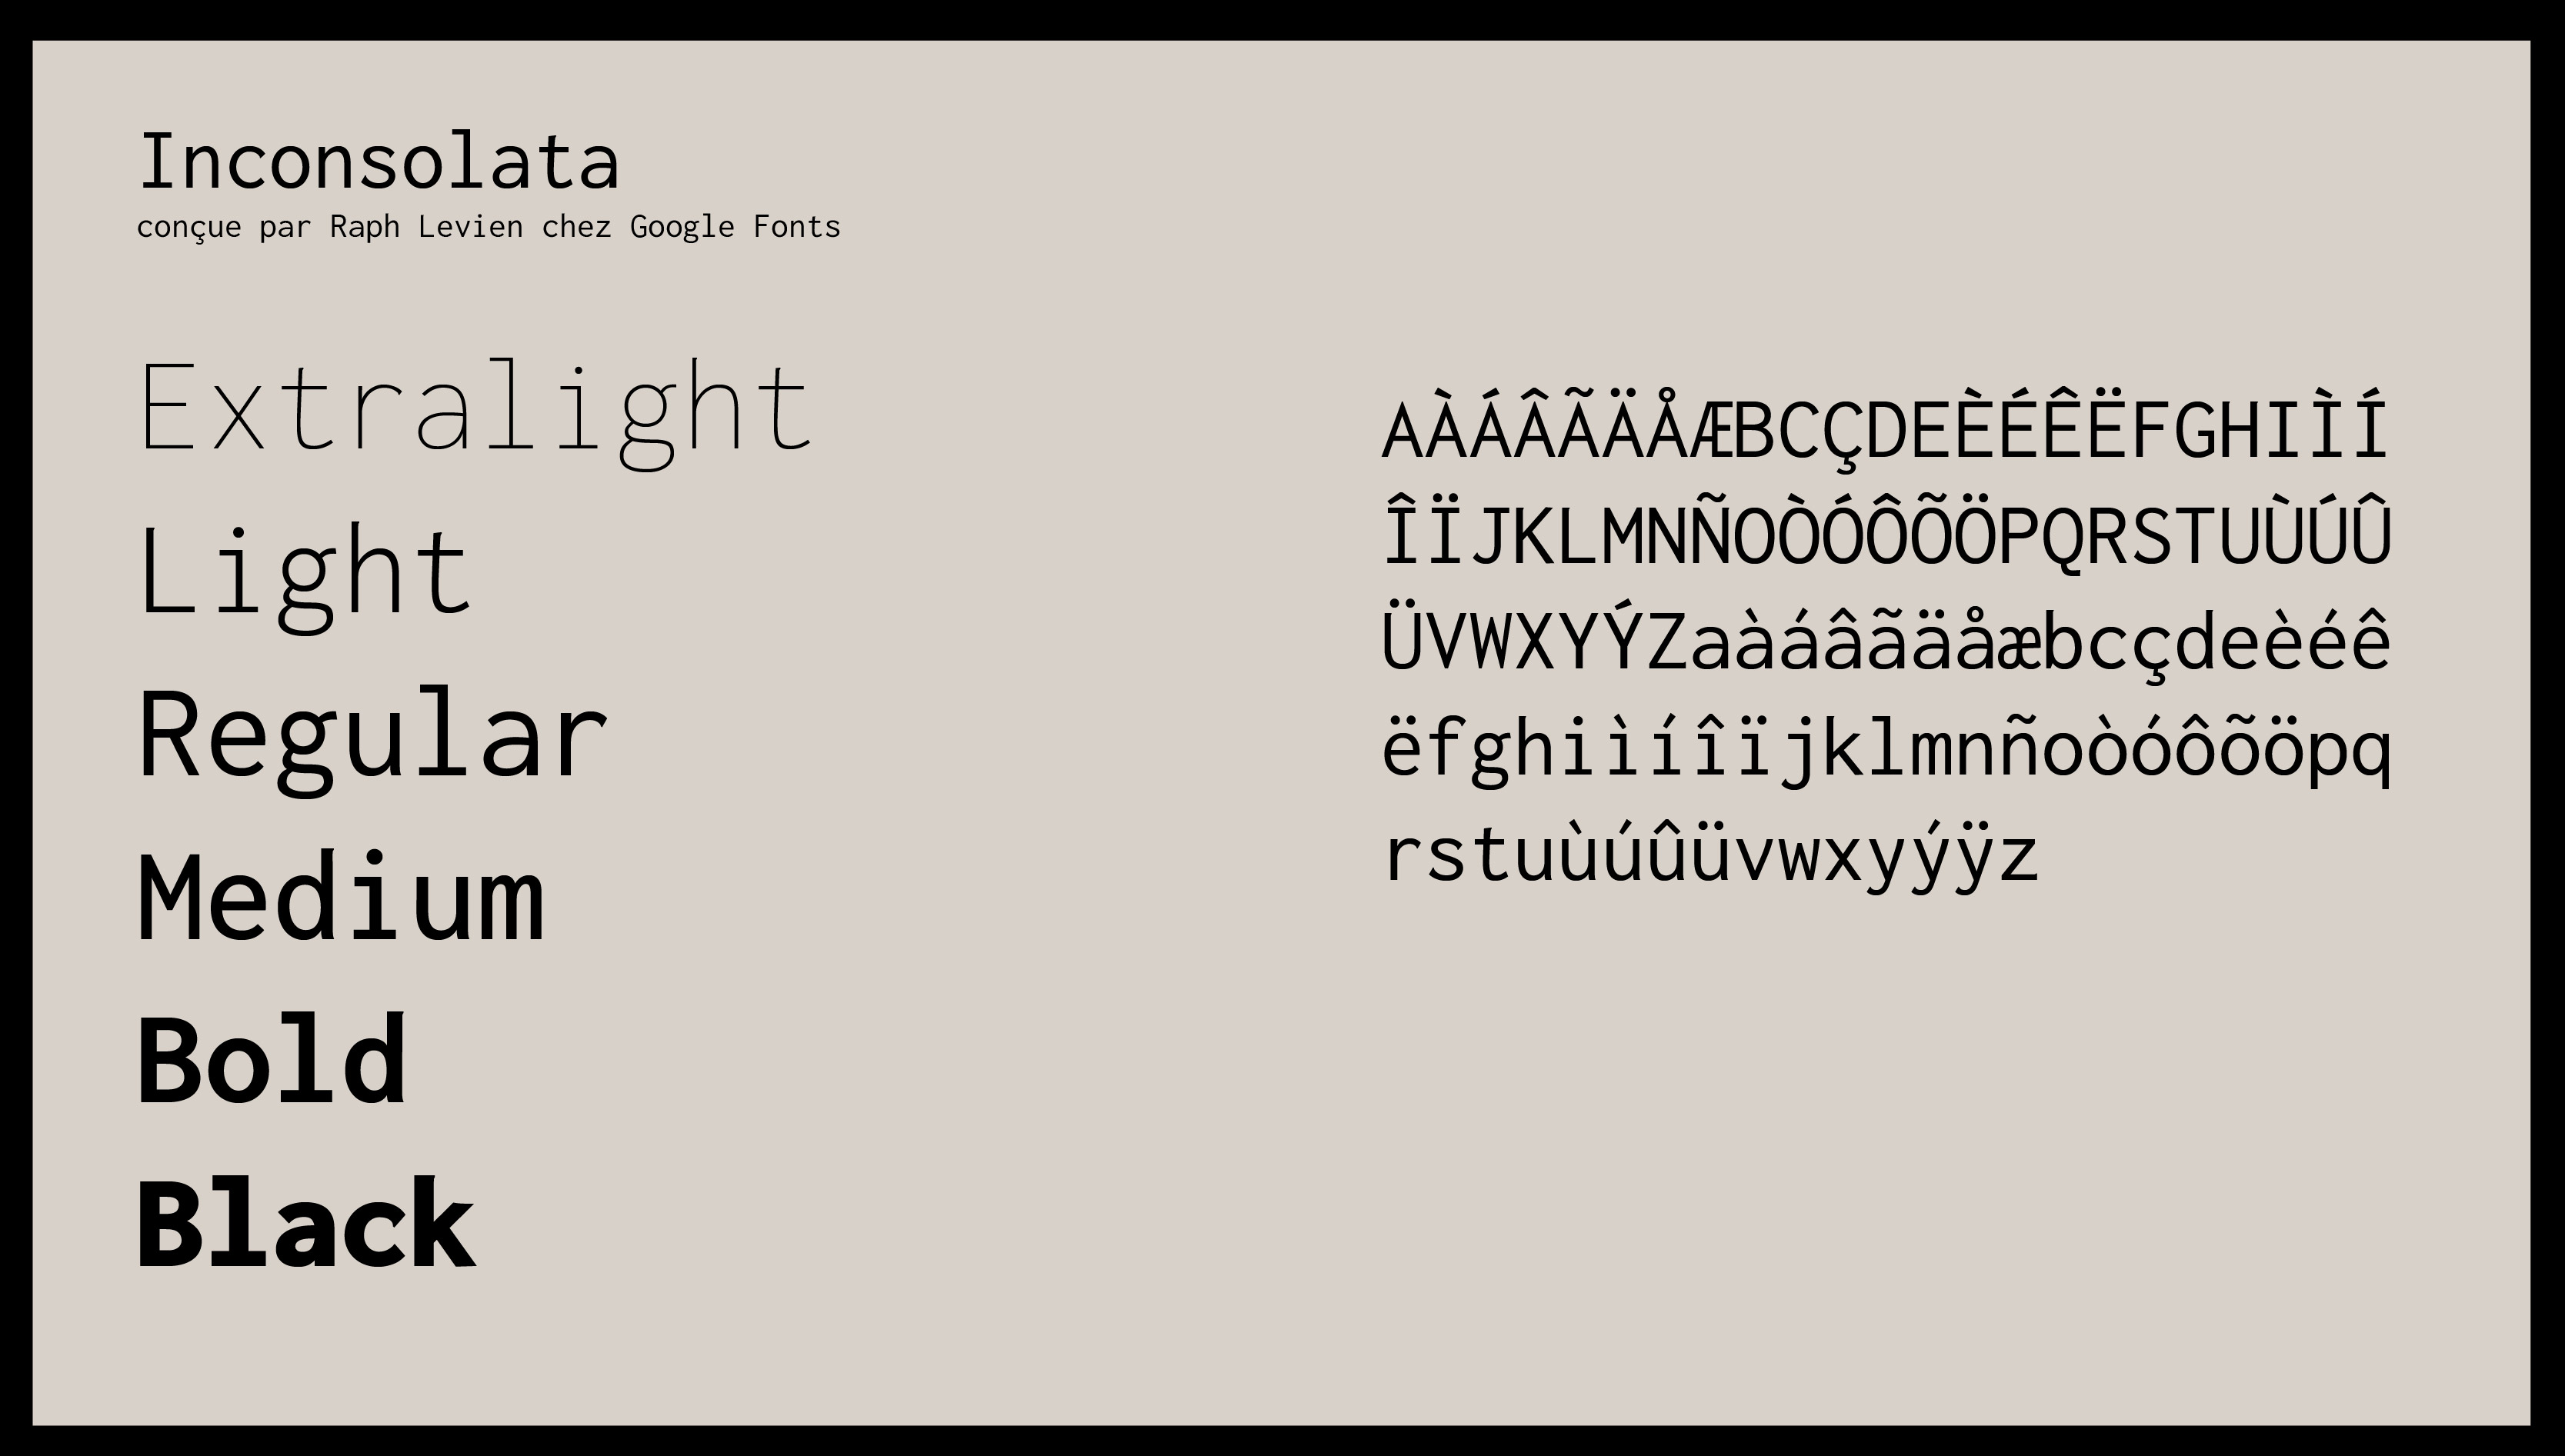 Inconsolata
conçue par Raph Levien chez Google Fonts
Extralight
Light
Regular
Medium
Bold
Black
AÀÁÂÃÄÅÆBCÇDEÈÉÊËFGHIÌÍ
ÎÏJKLMNÑOÒÓÔÕÖPQRSTUÙÚÛ
ÜVWXYÝZaàáâãäåæbcçdeèéê
ëfghiìíîïjklmnñoòóôõöpq
rstuùúûüvwxyýÿz